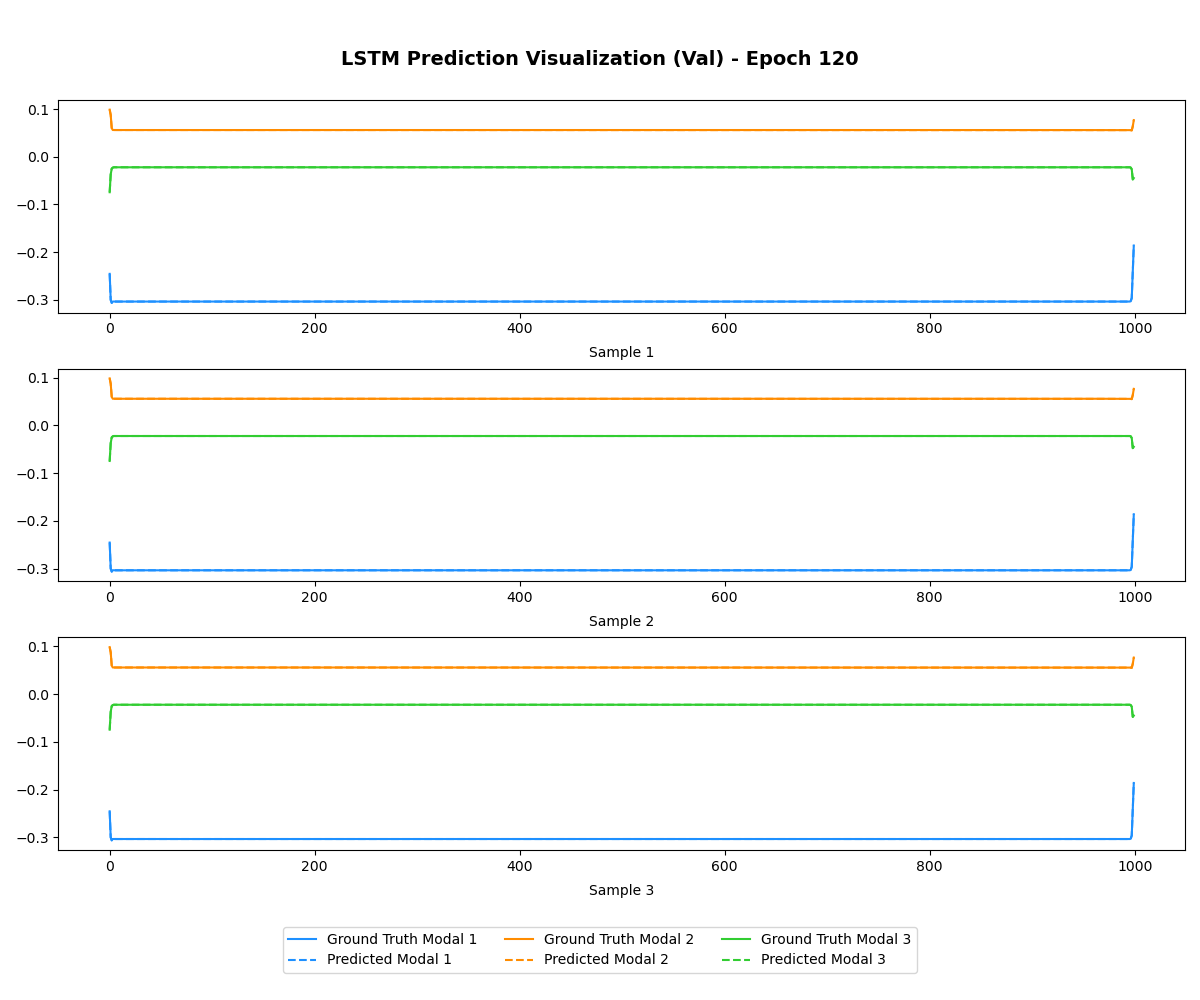 LSTM Prediction Visualization (Val) - Epoch 120
0.1
0.0
−0.1
−0.2
−0.3
0 200 400 600 800 1000
Sample 1
0.1
0.0
−0.1
−0.2
−0.3
0 200 400 600 800 1000
Sample 2
0.1
0.0
−0.1
−0.2
−0.3
0 200 400 600 800 1000
Sample 3
Ground Truth Modal 1 Ground Truth Modal 2 Ground Truth Modal 3
Predicted Modal 1 Predicted Modal 2 Predicted Modal 3